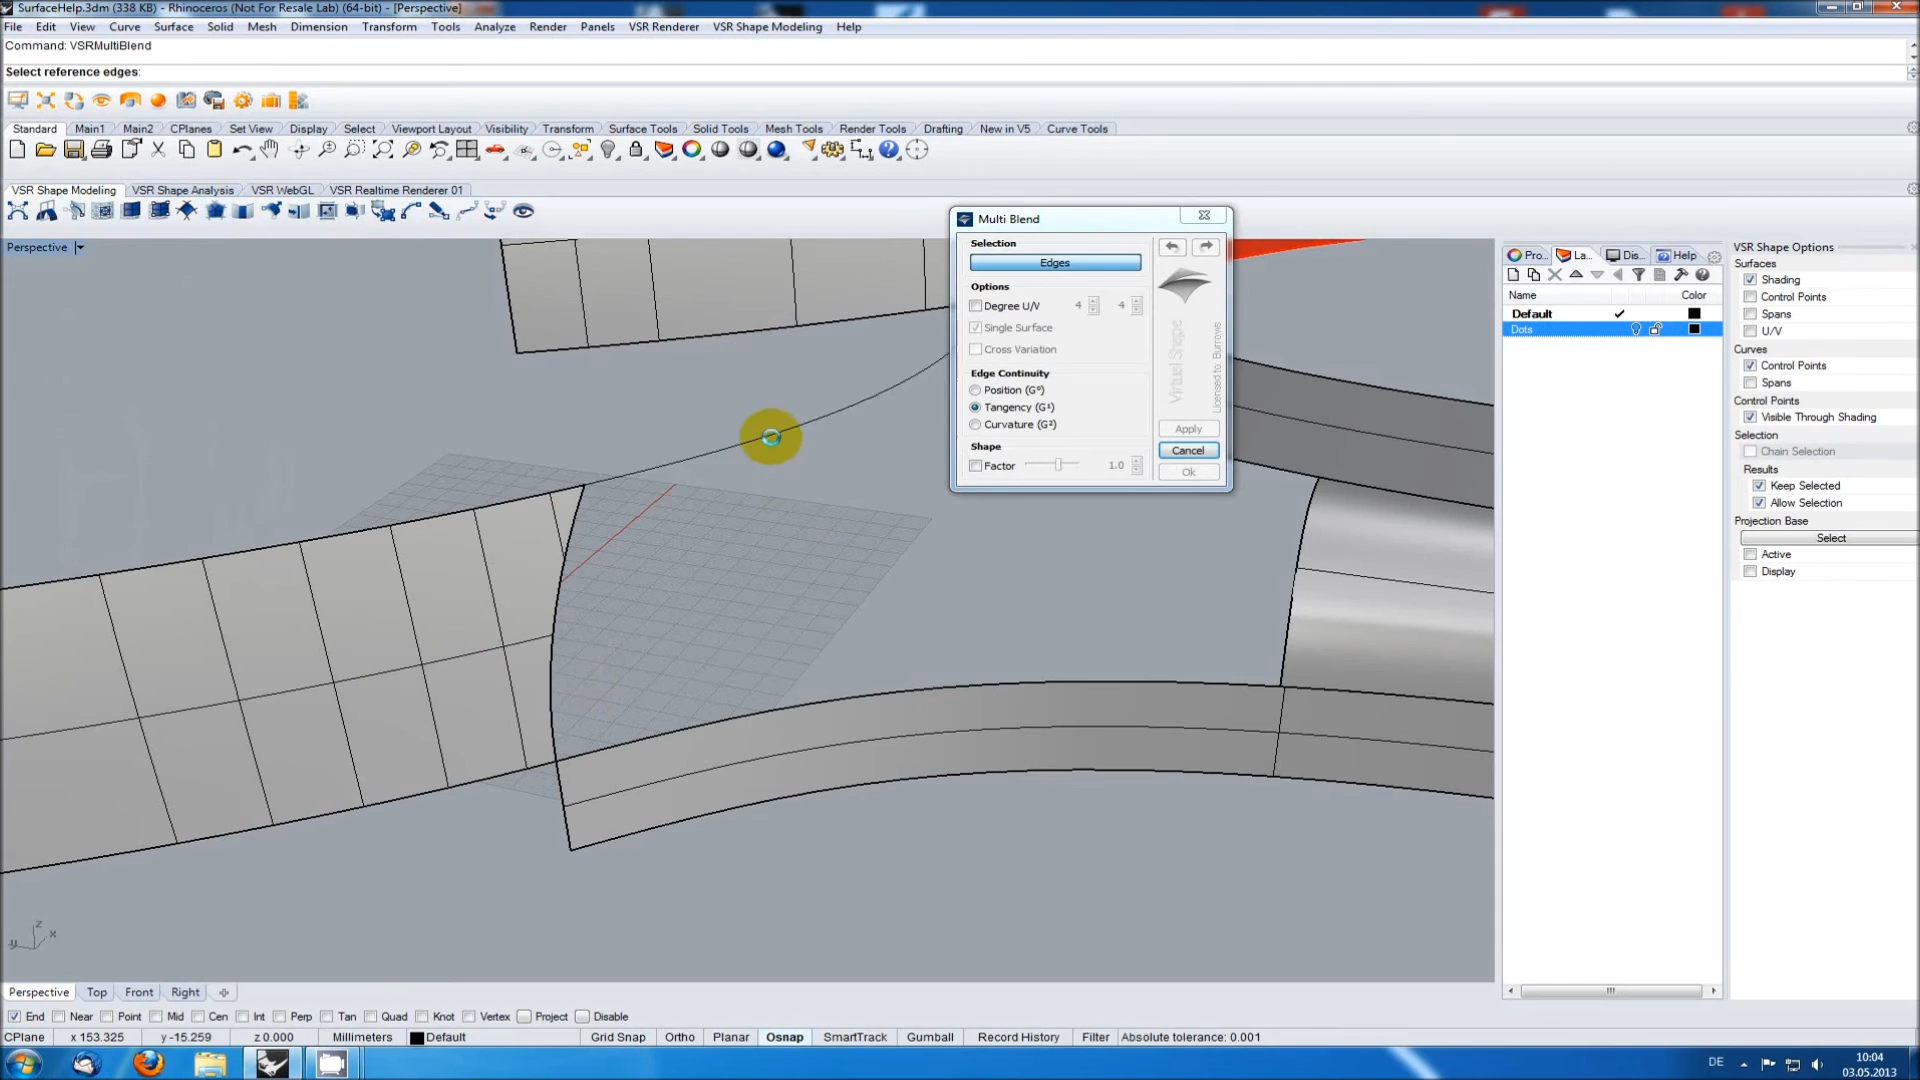 SurfaceHelp.3dm (338 KB) - Rhinoceros (Not For Resale Lab) (64-bit) - [Perspective]
File Edit View Curve Surface Solid Mesh Dimension Transform Tools Analyze Render Panels VSR Renderer VSR Shape Modeling Help
Command: VSRMultiBlend
Select reference edges:
Standard Main1 Main2 CPlanes Set View Display Select Viewport Layout Visibility Transform Surface Tools Solid Tools Mesh Tools Render Tools Drafting New in V5 Curve Tools
VSR Shape Modeling VSR Shape Analysis VSR WebGL VSR Realtime Renderer 01
Perspective
Multi Blend
Selection
Edges
Options
Degree U/V 4 4
Single Surface
Cross Variation
Edge Continuity
Position (G⁰)
Tangency (G¹)
Curvature (G²)
Shape
Factor 1.0
Virtual Shape
Licensed to Burrows
Apply
Cancel
Ok
Pro... La... Dis... Help
Name Color
Default
Dots
VSR Shape Options
Surfaces
Shading
Control Points
Spans
U/V
Curves
Control Points
Spans
Control Points
Visible Through Shading
Selection
Chain Selection
Results
Keep Selected
Allow Selection
Projection Base
Select
Active
Display
z
y x
Perspective Top Front Right
End Near Point Mid Cen Int Perp Tan Quad Knot Vertex Project Disable
CPlane x 153.325 y -15.259 z 0.000 Millimeters Default Grid Snap Ortho Planar Osnap SmartTrack Gumball Record History Filter Absolute tolerance: 0.001
DE
10:04
03.05.2013